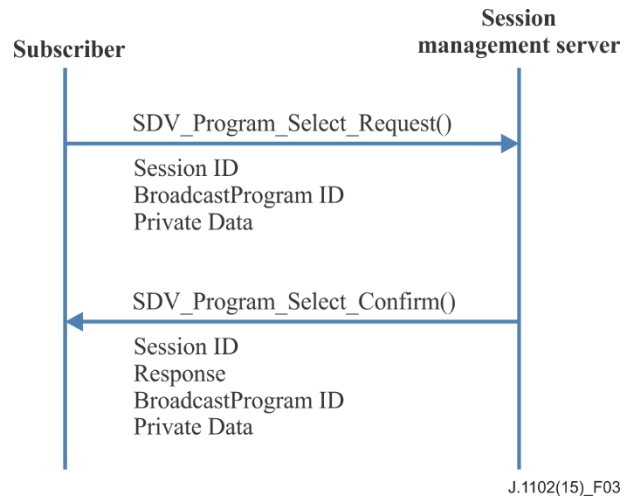 Subscriber
Session
management server
SDV_Program_Select_Request()
Session ID
BroadcastProgram ID
Private Data
SDV_Program_Select_Confirm()
Session ID
Response
BroadcastProgram ID
Private Data
J.1102(15)_F03